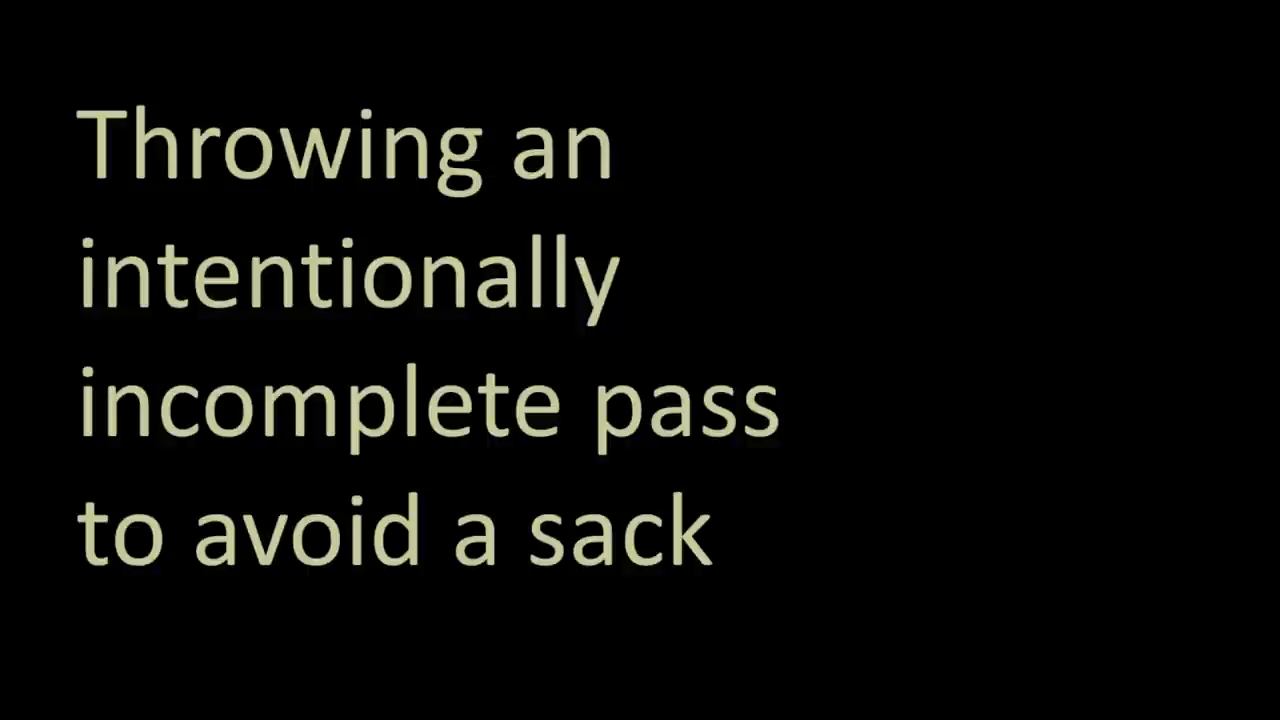 Throwing an
intentionally
incomplete pass
to avoid a sack